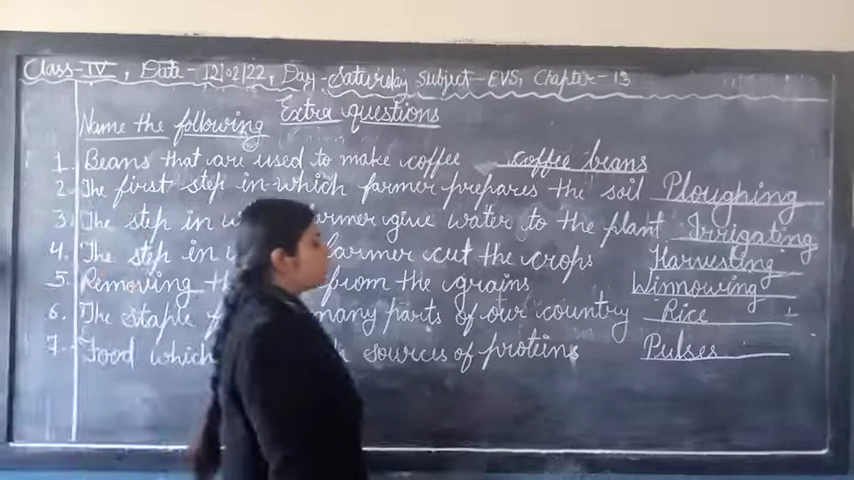 Class-IV, Date-12/02/22, Day-Saturday, Subject-EVS, Chapter-13
Extra questions
Name the following
1. Beans that are used to make coffee coffee beans
2. The first step in which farmer prepares the soil Ploughing
3. The step in farmer give water to the plant Irrigating
4. The step in farmer cut the crops Harvesting
5. Removing from the grains Winnowing
6. The staple many parts of our country Rice
7. Food which sources of proteins Pulses